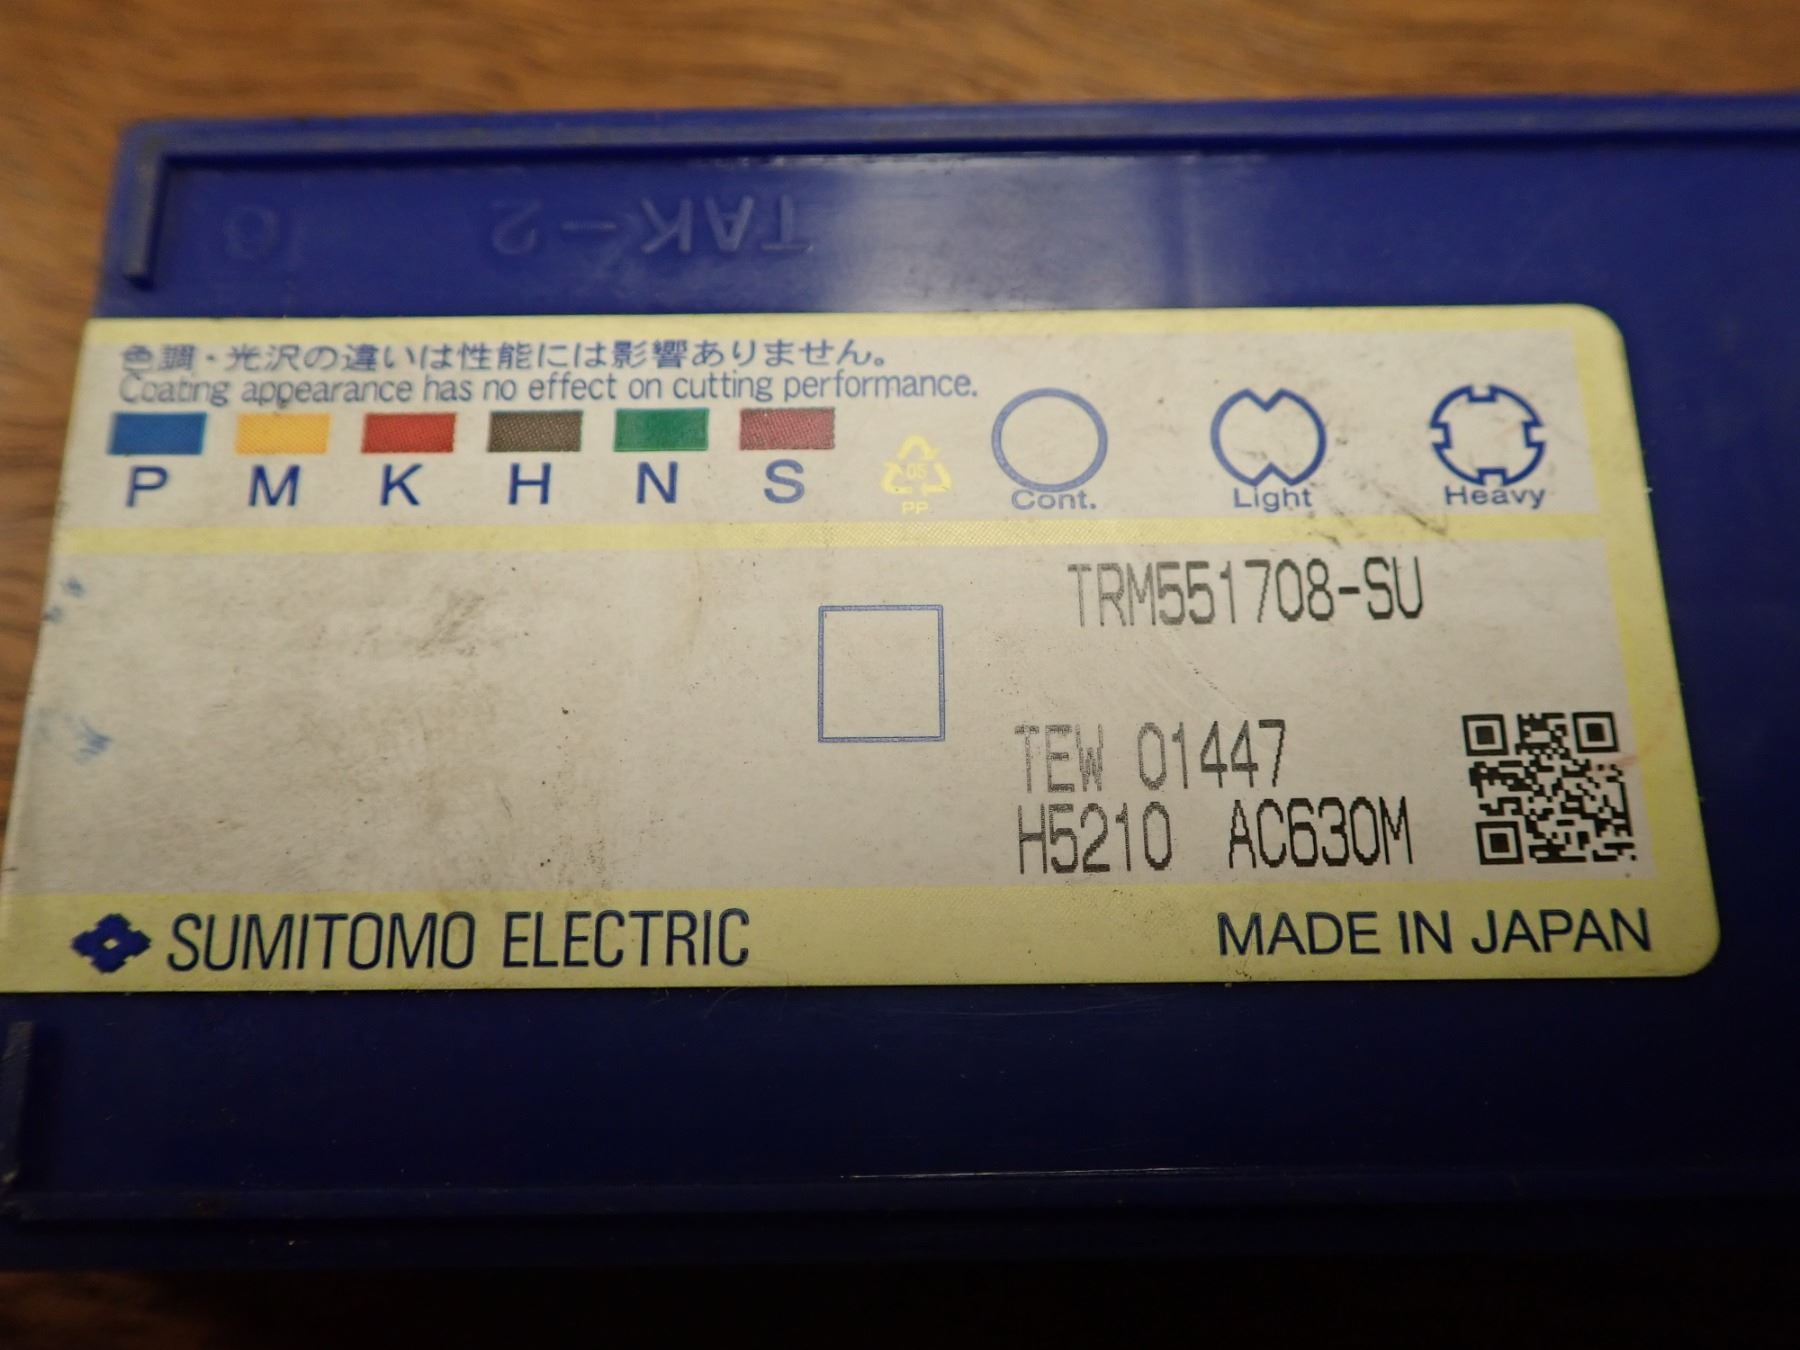 TAK-2
色調・光沢の違いは性能には影響ありません。
Coating appearance has no effect on cutting performance.
P M K H N S
05
PP
Cont. Light Heavy
TRM551708-SU
TEW 01447
H5210 AC630M
SUMITOMO ELECTRIC
MADE IN JAPAN